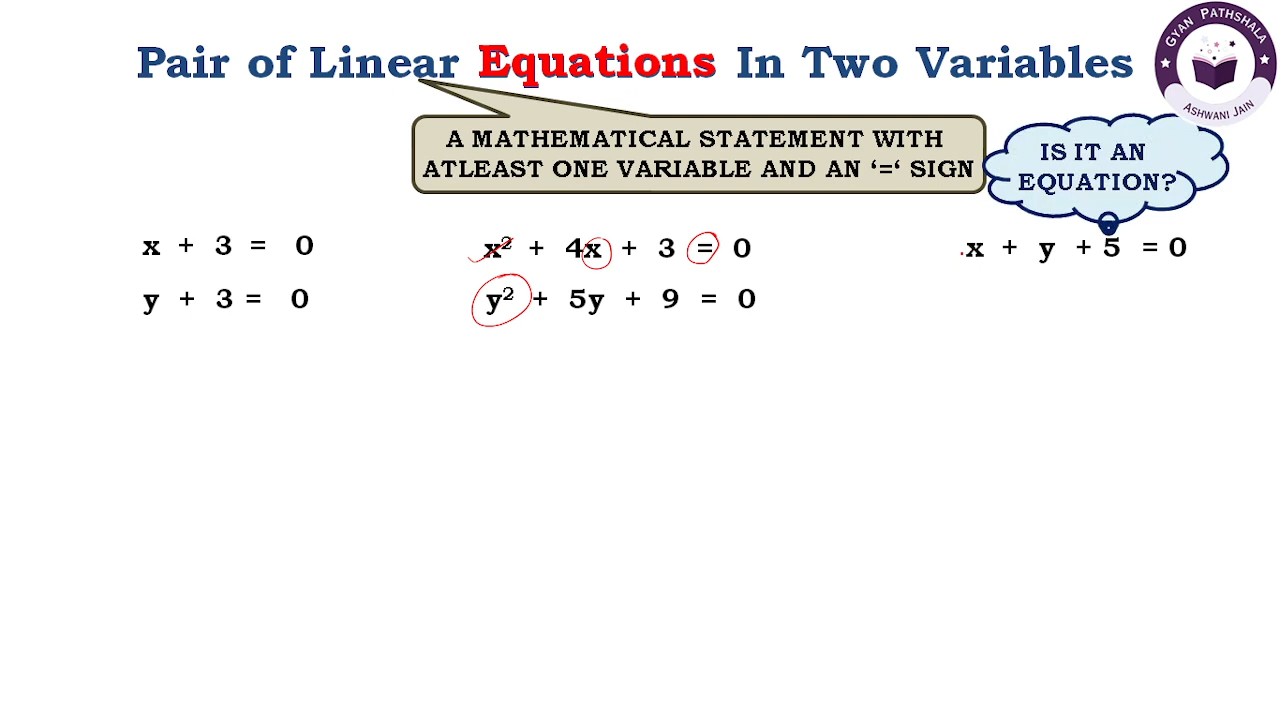 Pair of Linear Equations In Two Variables
GYAN PATHSHALA
ASHWANI JAIN
A MATHEMATICAL STATEMENT WITH
ATLEAST ONE VARIABLE AND AN ‘=‘ SIGN
IS IT AN
EQUATION?
x + 3 = 0
x² + 4x + 3 = 0
x + y + 5 = 0
y + 3 = 0
y² + 5y + 9 = 0